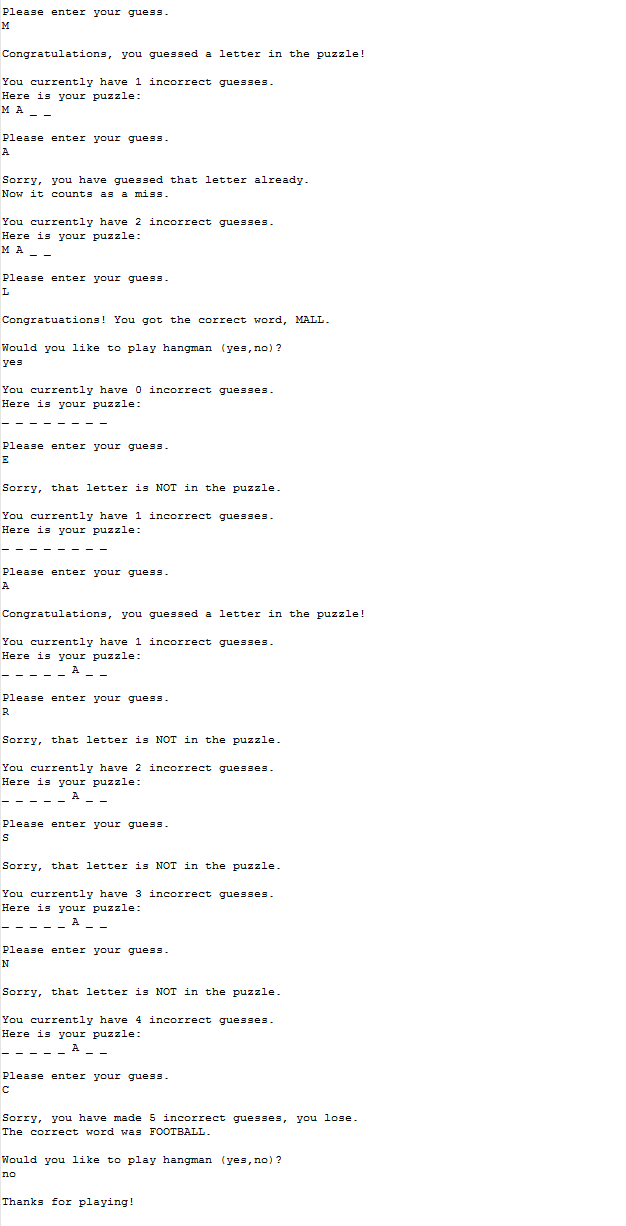 Please enter your guess.
M
Congratulations, you guessed a letter in the puzzle!
You currently have 1 incorrect guesses.
Here is your puzzle:
M A _ _
Please enter your guess.
A
Sorry, you have guessed that letter already.
Now it counts as a miss.
You currently have 2 incorrect guesses.
Here is your puzzle:
M A _ _
Please enter your guess.
L
Congratuations! You got the correct word, MALL.
Would you like to play hangman (yes,no)?
yes
You currently have 0 incorrect guesses.
Here is your puzzle:
_ _ _ _ _ _ _ _
Please enter your guess.
E
Sorry, that letter is NOT in the puzzle.
You currently have 1 incorrect guesses.
Here is your puzzle:
_ _ _ _ _ _ _ _
Please enter your guess.
A
Congratulations, you guessed a letter in the puzzle!
You currently have 1 incorrect guesses.
Here is your puzzle:
_ _ _ _ _ A _ _
Please enter your guess.
R
Sorry, that letter is NOT in the puzzle.
You currently have 2 incorrect guesses.
Here is your puzzle:
_ _ _ _ _ A _ _
Please enter your guess.
S
Sorry, that letter is NOT in the puzzle.
You currently have 3 incorrect guesses.
Here is your puzzle:
_ _ _ _ _ A _ _
Please enter your guess.
N
Sorry, that letter is NOT in the puzzle.
You currently have 4 incorrect guesses.
Here is your puzzle:
_ _ _ _ _ A _ _
Please enter your guess.
C
Sorry, you have made 5 incorrect guesses, you lose.
The correct word was FOOTBALL.
Would you like to play hangman (yes,no)?
no
Thanks for playing!